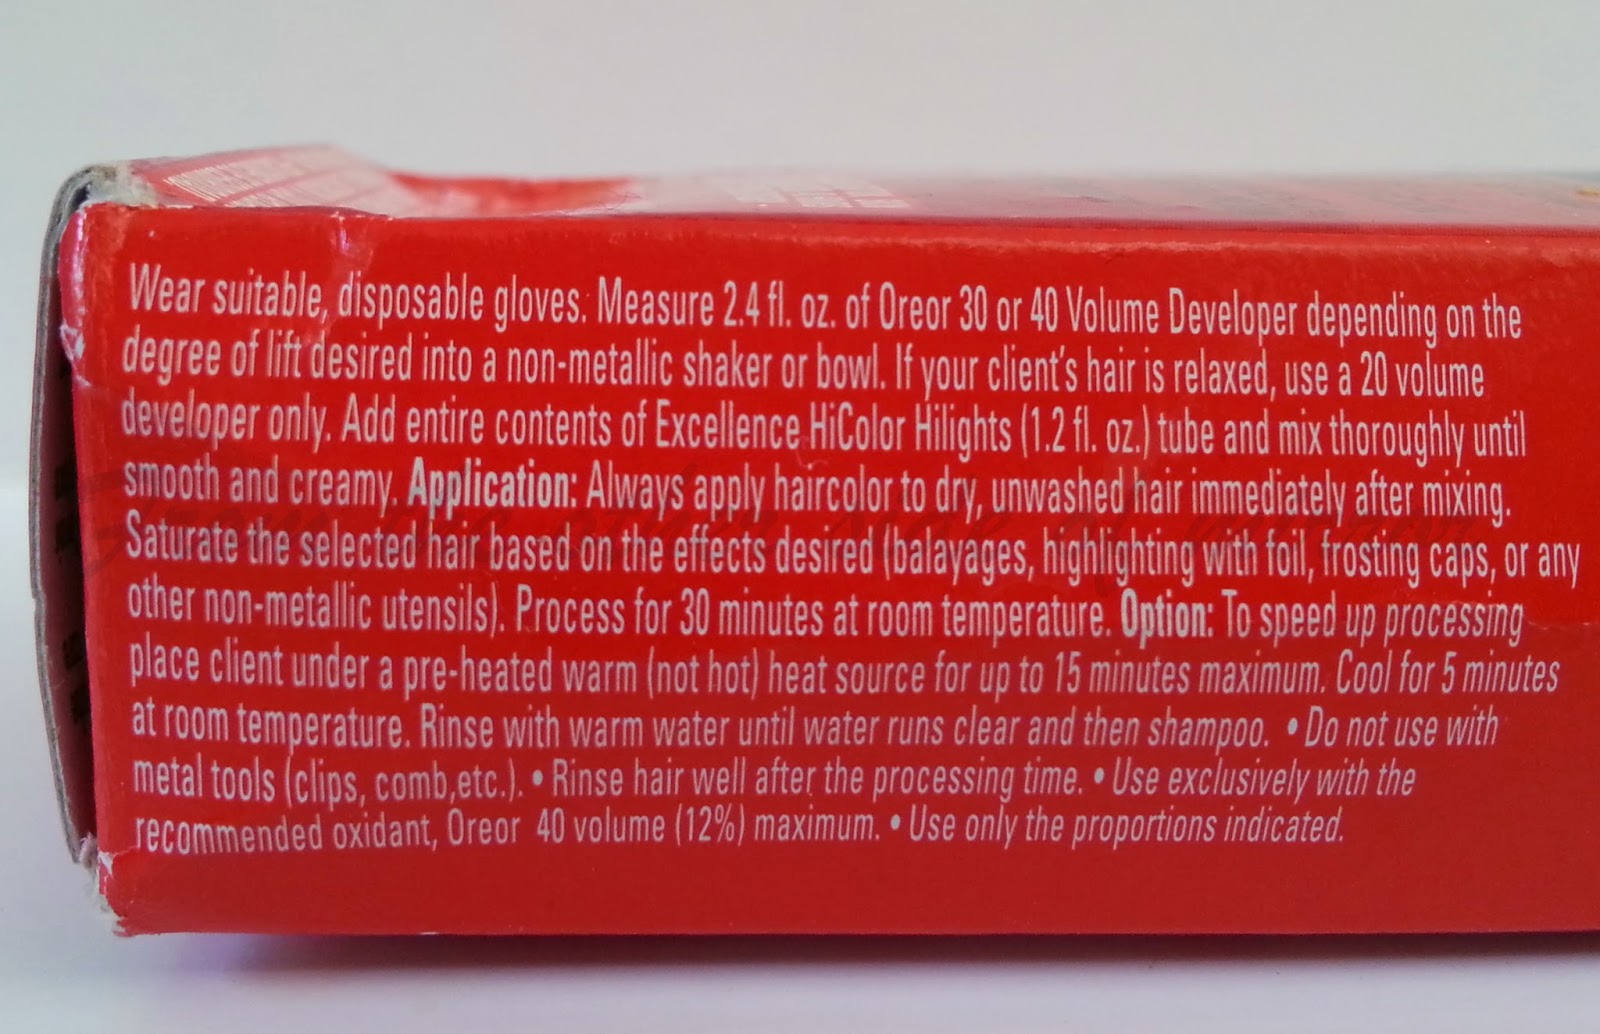 Wear suitable, disposable gloves. Measure 2.4 fl. oz. of Oreor 30 or 40 Volume Developer depending on the
degree of lift desired into a non-metallic shaker or bowl. If your client's hair is relaxed, use a 20 volume
developer only. Add entire contents of Excellence HiColor Hilights (1.2 fl. oz.) tube and mix thoroughly until
smooth and creamy. Application: Always apply haircolor to dry, unwashed hair immediately after mixing.
Saturate the selected hair based on the effects desired (balayages, highlighting with foil, frosting caps, or any
other non-metallic utensils). Process for 30 minutes at room temperature. Option: To speed up processing
place client under a pre-heated warm (not hot) heat source for up to 15 minutes maximum. Cool for 5 minutes
at room temperature. Rinse with warm water until water runs clear and then shampoo. • Do not use with
metal tools (clips, comb,etc.). • Rinse hair well after the processing time. • Use exclusively with the
recommended oxidant, Oreor 40 volume (12%) maximum. • Use only the proportions indicated.